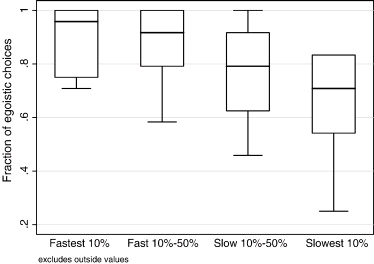 Fraction of egoistic choices
1
.8
.6
.4
.2
Fastest 10%
Fast 10%-50%
Slow 10%-50%
Slowest 10%
excludes outside values